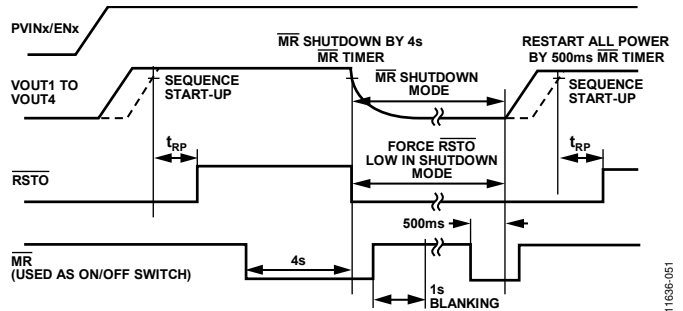 PVINx/ENx
MR SHUTDOWN BY 4s
MR TIMER
RESTART ALL POWER
BY 500ms MR TIMER
VOUT1 TO
VOUT4
SEQUENCE
START-UP
MR SHUTDOWN
MODE
SEQUENCE
START-UP
tRP
FORCE RSTO
LOW IN SHUTDOWN
MODE
tRP
RSTO
500ms
MR
(USED AS ON/OFF SWITCH)
4s
1s
BLANKING
11636-051